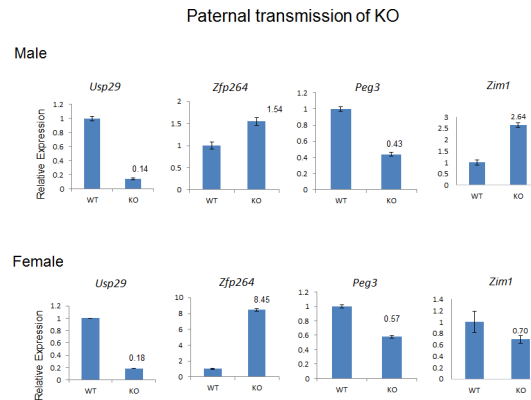 Paternal transmission of KO
Male
Usp29
Zfp264
Peg3
Zim1
Relative Expression
1.2
1
0.8
0.6
0.4
0.2
0
0.14
WT KO
2
1.5
1
0.5
0
1.54
WT KO
1.2
1
0.8
0.6
0.4
0.2
0
0.43
WT KO
3
2.5
2
1.5
1
0.5
0
2.64
WT KO
Female
Usp29
Zfp264
Peg3
Zim1
Relative Expression
1.2
1
0.8
0.6
0.4
0.2
0
0.18
WT KO
10
8
6
4
2
0
8.45
WT KO
1.2
1
0.8
0.6
0.4
0.2
0
0.57
WT KO
1.4
1.2
1
0.8
0.6
0.4
0.2
0
0.70
WT KO